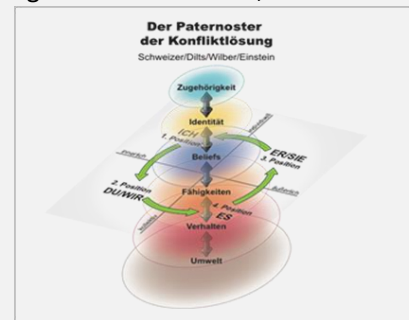 Der Paternoster
der Konfliktlösung
Schweizer/Dilts/Wilber/Einstein
Zugehörigkeit
Identität
ICH
1. Position
ER/SIE
3. Position
Beliefs
2. Position
DU/WIR
Fähigkeiten
4. Position
ES
Verhalten
Umwelt